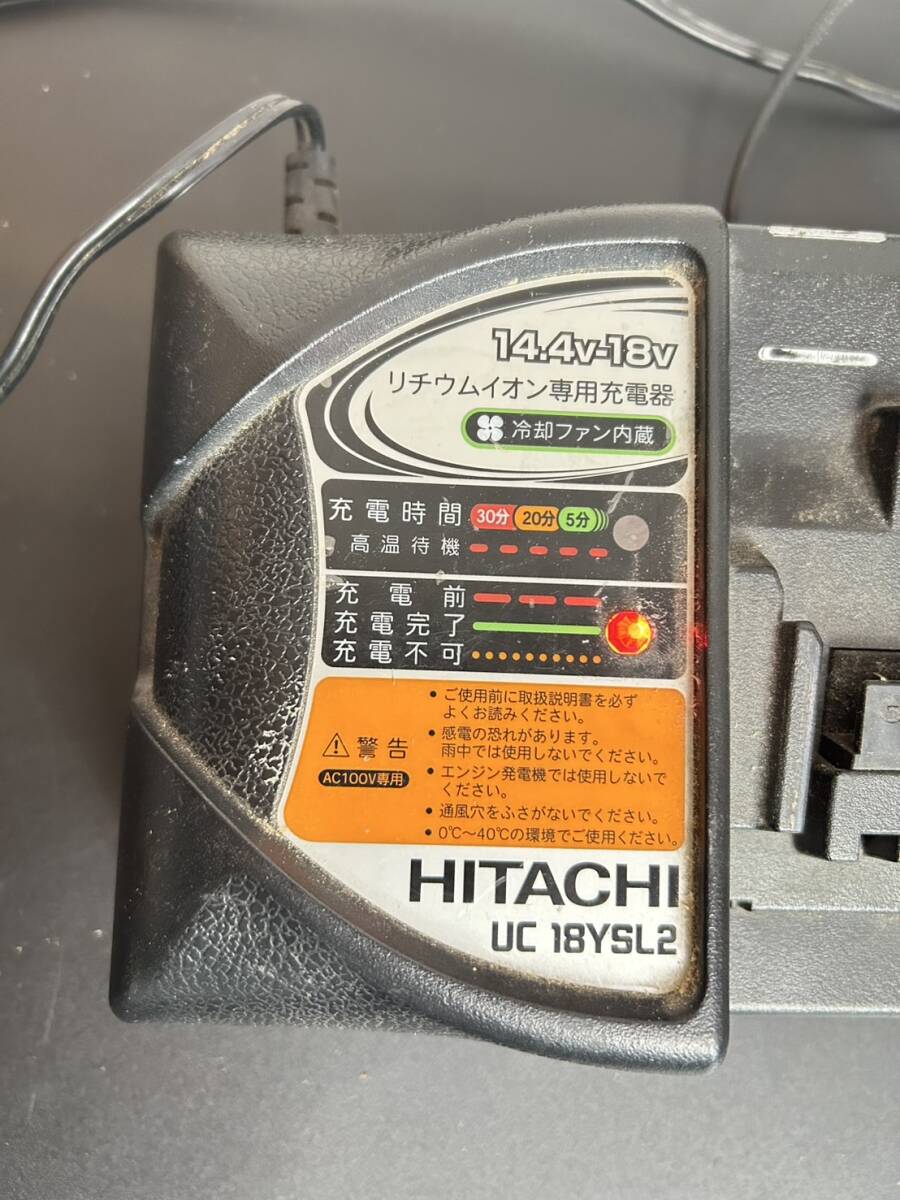 14.4v-18v
リチウムイオン専用充電器
冷却ファン内蔵
充電時間 30分 20分 5分
高温待機
充電前
充電完了
充電不可
警告
AC100V専用
• ご使用前に取扱説明書を必ず
よくお読みください。
• 感電の恐れがあります。
雨中では使用しないでください。
• エンジン発電機では使用しないで
ください。
• 通風穴をふさがないでください。
• 0℃〜40℃の環境でご使用ください。
HITACHI
UC 18YSL2